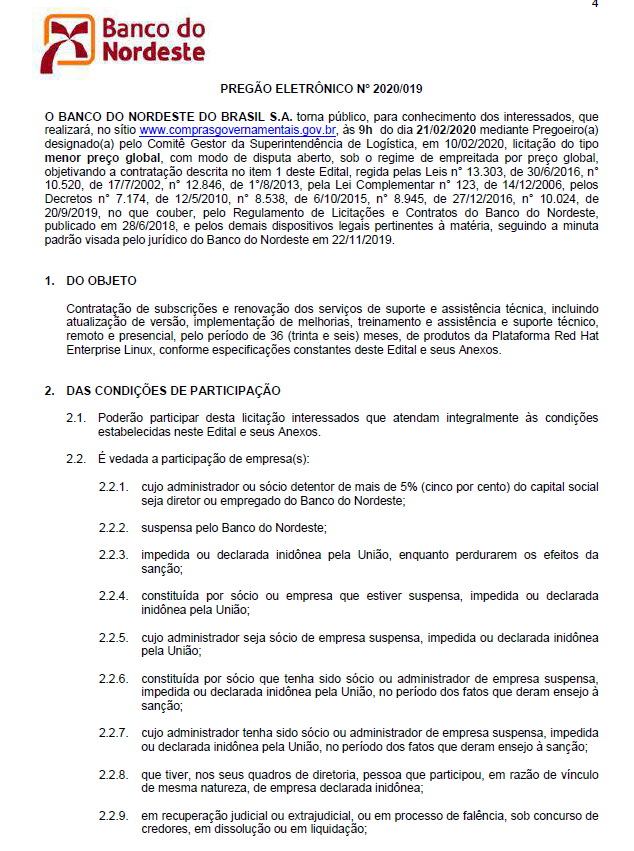 4
Banco do
Nordeste
PREGÃO ELETRÔNICO N° 2020/019
O BANCO DO NORDESTE DO BRASIL S.A. torna público, para conhecimento dos interessados, que
realizará, no sítio www.comprasgovernamentais.gov.br, às 9h do dia 21/02/2020 mediante Pregoeiro(a)
designado(a) pelo Comitê Gestor da Superintendência de Logística, em 10/02/2020, licitação do tipo
menor preço global, com modo de disputa aberto, sob o regime de empreitada por preço global,
objetivando a contratação descrita no item 1 deste Edital, regida pelas Leis n° 13.303, de 30/6/2016, n°
10.520, de 17/7/2002, n° 12.846, de 1°/8/2013, pela Lei Complementar n° 123, de 14/12/2006, pelos
Decretos n° 7.174, de 12/5/2010, n° 8.538, de 6/10/2015, n° 8.945, de 27/12/2016, n° 10.024, de
20/9/2019, no que couber, pelo Regulamento de Licitações e Contratos do Banco do Nordeste,
publicado em 28/6/2018, e pelos demais dispositivos legais pertinentes à matéria, seguindo a minuta
padrão visada pelo jurídico do Banco do Nordeste em 22/11/2019.
1. DO OBJETO
Contratação de subscrições e renovação dos serviços de suporte e assistência técnica, incluindo
atualização de versão, implementação de melhorias, treinamento e assistência e suporte técnico,
remoto e presencial, pelo período de 36 (trinta e seis) meses, de produtos da Plataforma Red Hat
Enterprise Linux, conforme especificações constantes deste Edital e seus Anexos.
2. DAS CONDIÇÕES DE PARTICIPAÇÃO
2.1. Poderão participar desta licitação interessados que atendam integralmente às condições
estabelecidas neste Edital e seus Anexos.
2.2. É vedada a participação de empresa(s):
2.2.1. cujo administrador ou sócio detentor de mais de 5% (cinco por cento) do capital social
seja diretor ou empregado do Banco do Nordeste;
2.2.2. suspensa pelo Banco do Nordeste;
2.2.3. impedida ou declarada inidônea pela União, enquanto perdurarem os efeitos da
sanção;
2.2.4. constituída por sócio ou empresa que estiver suspensa, impedida ou declarada
inidônea pela União;
2.2.5. cujo administrador seja sócio de empresa suspensa, impedida ou declarada inidônea
pela União;
2.2.6. constituída por sócio que tenha sido sócio ou administrador de empresa suspensa,
impedida ou declarada inidônea pela União, no período dos fatos que deram ensejo à
sanção;
2.2.7. cujo administrador tenha sido sócio ou administrador de empresa suspensa, impedida
ou declarada inidônea pela União, no período dos fatos que deram ensejo à sanção;
2.2.8. que tiver, nos seus quadros de diretoria, pessoa que participou, em razão de vínculo
de mesma natureza, de empresa declarada inidônea;
2.2.9. em recuperação judicial ou extrajudicial, ou em processo de falência, sob concurso de
credores, em dissolução ou em liquidação;